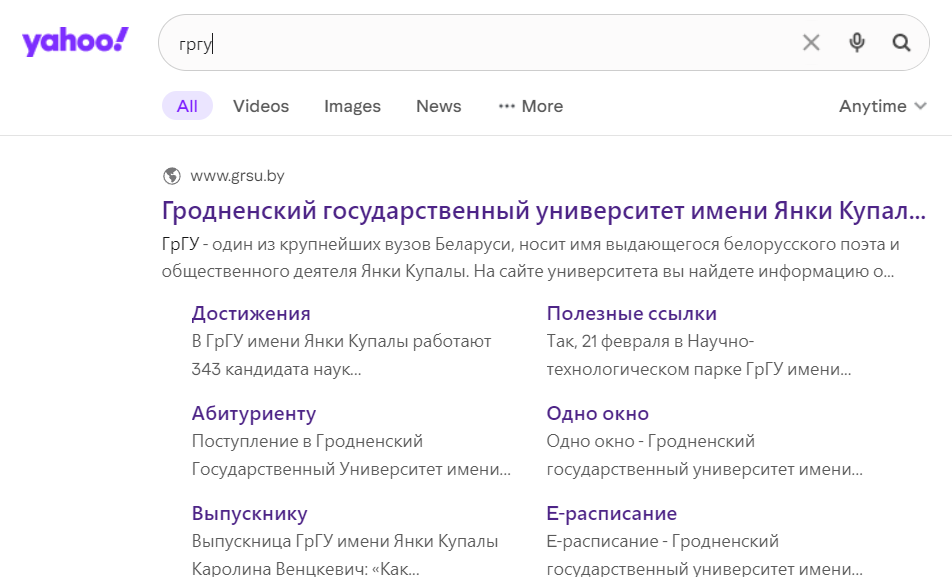 yahoo!
гргу
All Videos Images News ... More Anytime
www.grsu.by
Гродненский государственный университет имени Янки Купал...
ГрГУ - один из крупнейших вузов Беларуси, носит имя выдающегося белорусского поэта и
общественного деятеля Янки Купалы. На сайте университета вы найдете информацию о...
Достижения
В ГрГУ имени Янки Купалы работают
343 кандидата наук...
Полезные ссылки
Так, 21 февраля в Научно-
технологическом парке ГрГУ имени...
Абитуриенту
Поступление в Гродненский
Государственный Университет имени...
Одно окно
Одно окно - Гродненский
государственный университет имени...
Выпускнику
Выпускница ГрГУ имени Янки Купалы
Каролина Венцкевич: «Как...
Е-расписание
Е-расписание - Гродненский
государственный университет имени...